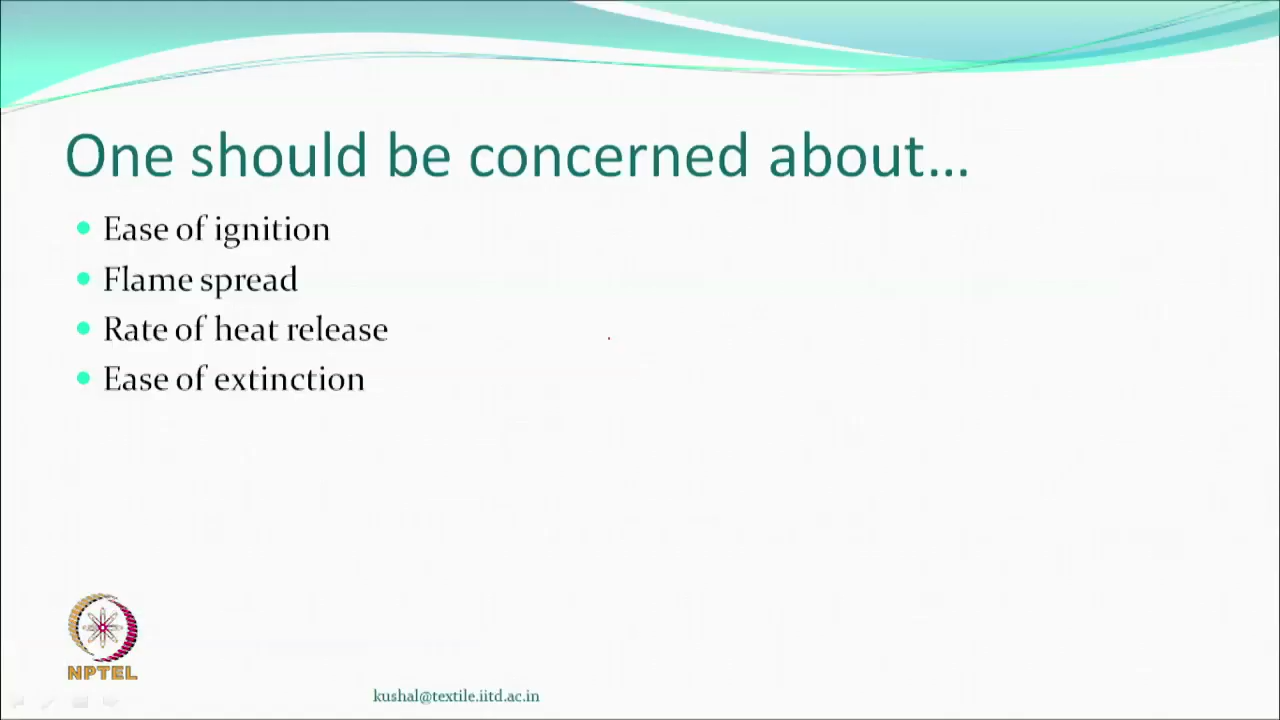 One should be concerned about...
Ease of ignition
Flame spread
Rate of heat release
Ease of extinction
NPTEL
kushal@textile.iitd.ac.in